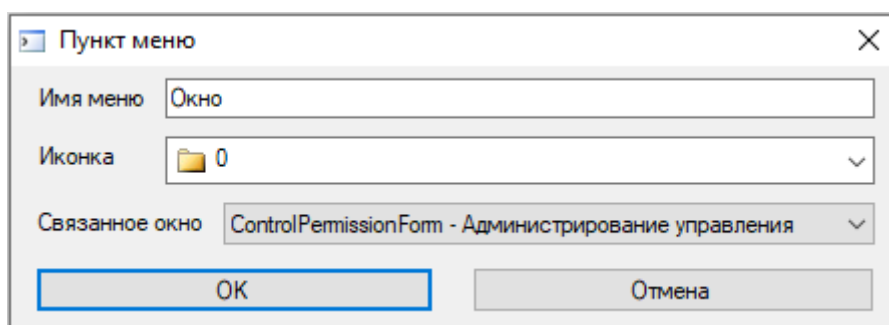 Пункт меню
Имя меню Окно
Иконка 0
Связанное окно ControlPermissionForm - Администрирование управления
OK Отмена